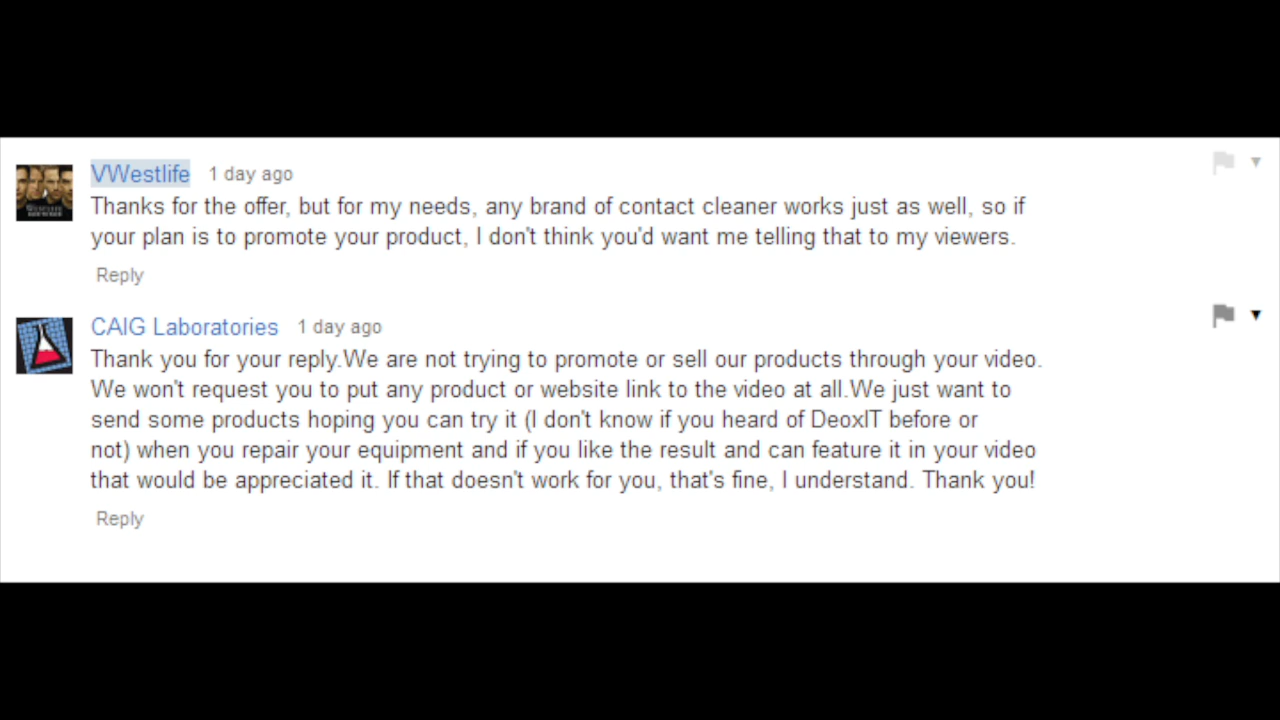 VWestlife 1 day ago
Thanks for the offer, but for my needs, any brand of contact cleaner works just as well, so if
your plan is to promote your product, I don't think you'd want me telling that to my viewers.
Reply
CAIG Laboratories 1 day ago
Thank you for your reply.We are not trying to promote or sell our products through your video.
We won't request you to put any product or website link to the video at all.We just want to
send some products hoping you can try it (I don't know if you heard of DeoxIT before or
not) when you repair your equipment and if you like the result and can feature it in your video
that would be appreciated it. If that doesn't work for you, that's fine, I understand. Thank you!
Reply